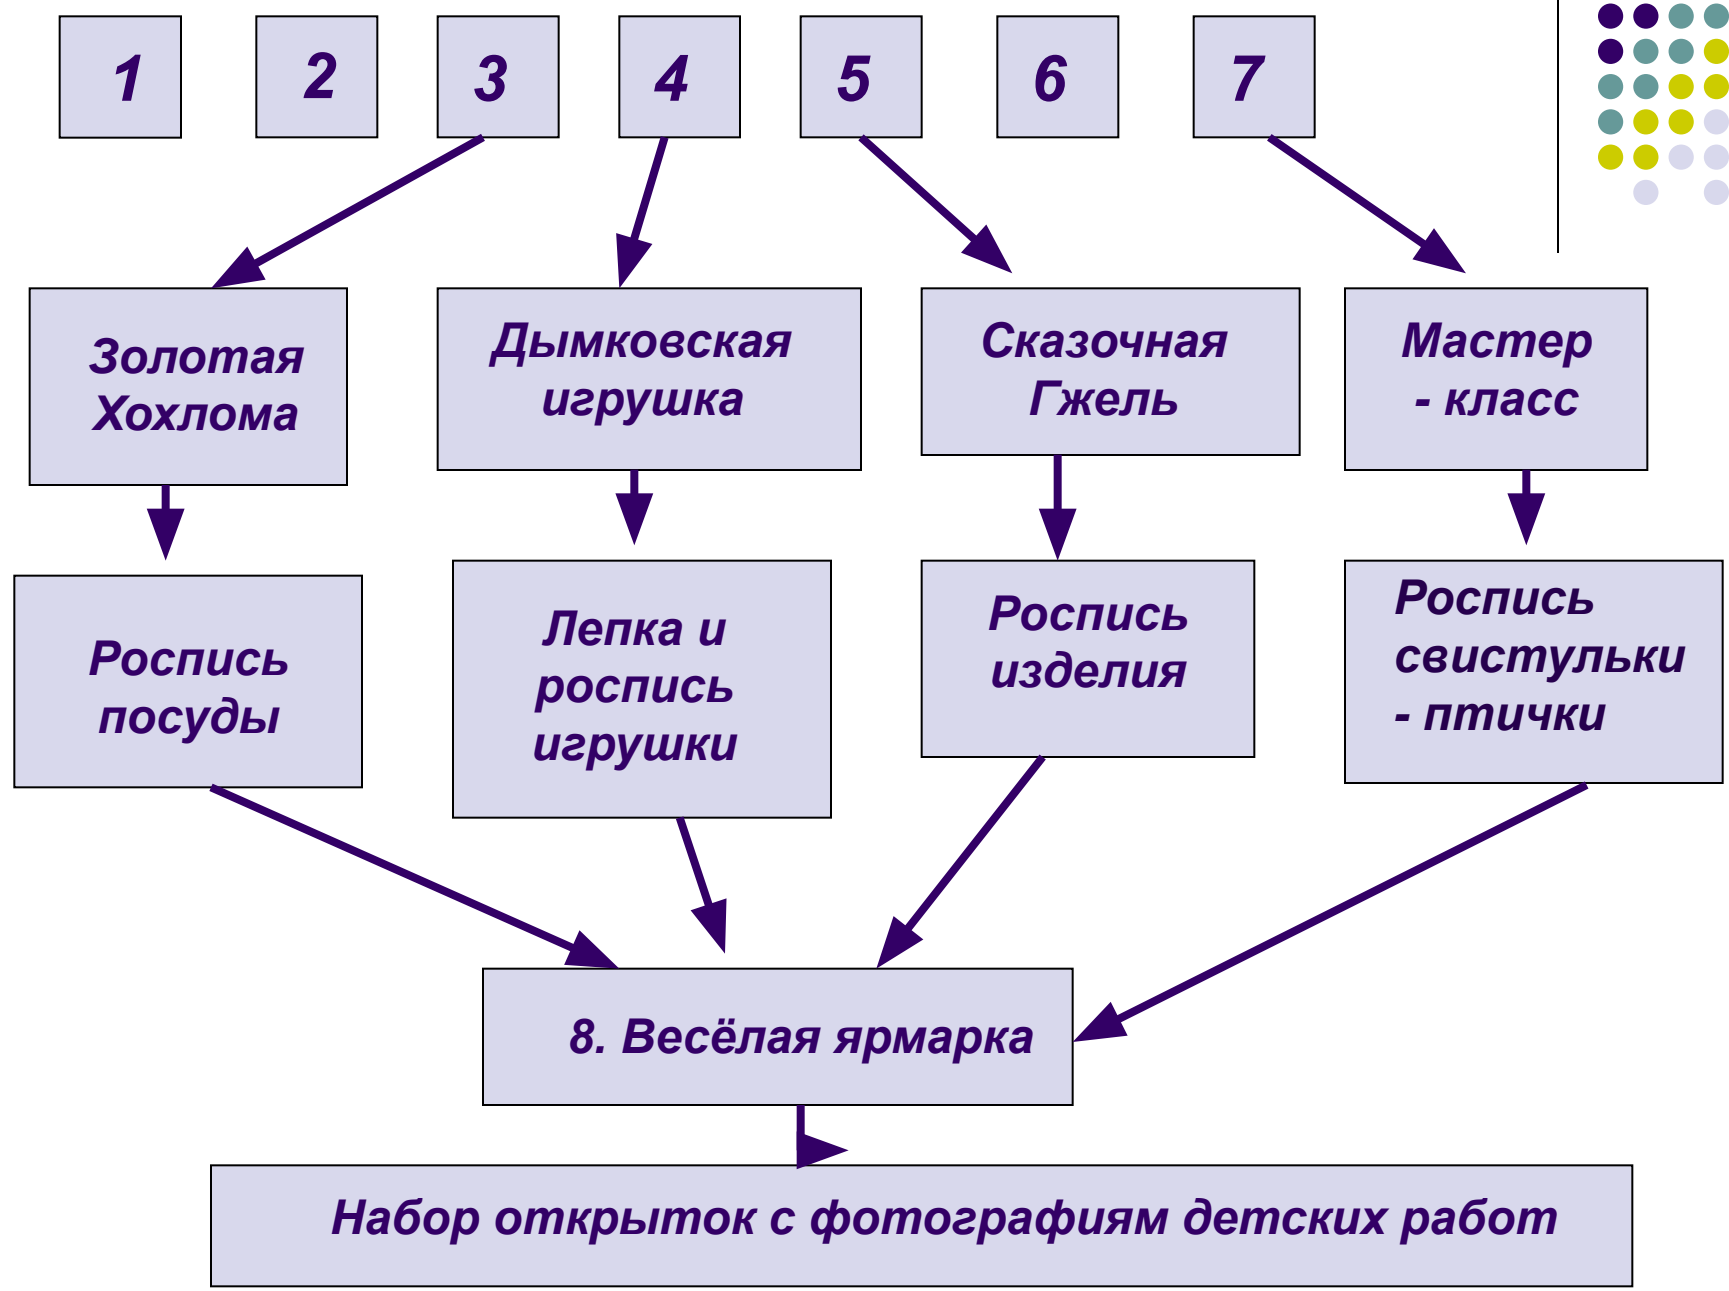 1
2
3
4
5
6
7
Золотая
Хохлома
Дымковская
игрушка
Сказочная
Гжель
Мастер
- класс
Роспись
посуды
Лепка и
роспись
игрушки
Роспись
изделия
Роспись
свистульки
- птички
8. Весёлая ярмарка
Набор открыток с фотографиям детских работ